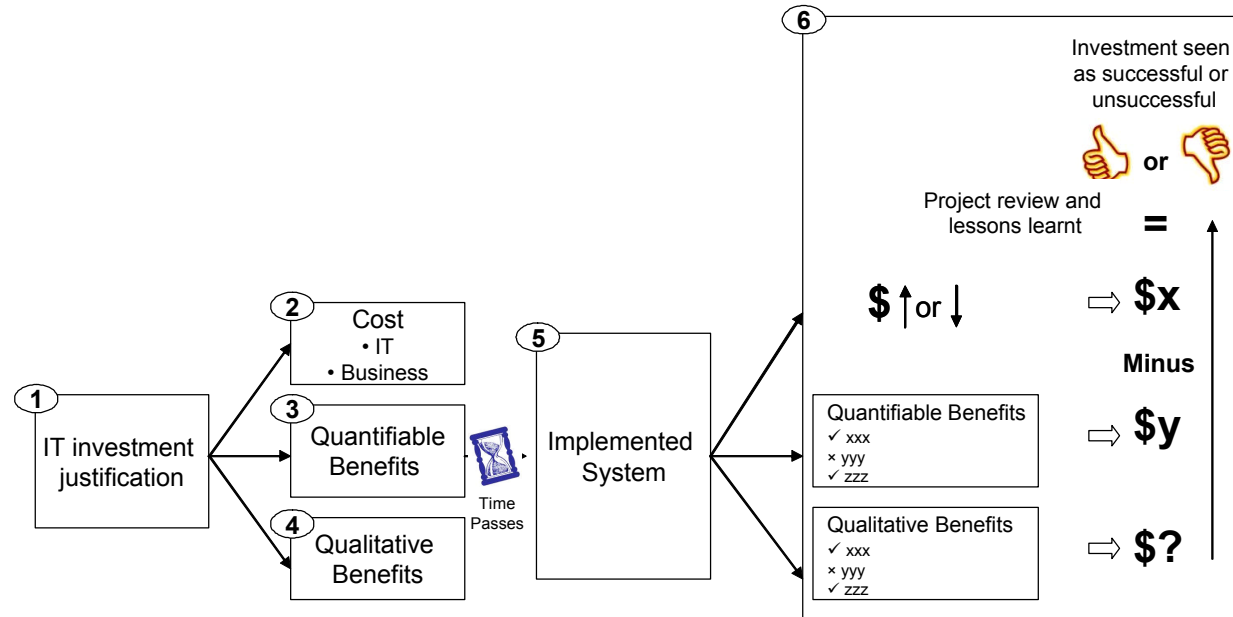 1
IT investment
justification
2
Cost
• IT
• Business
3
Quantifiable
Benefits
4
Qualitative
Benefits
Time
Passes
5
Implemented
System
6
Investment seen
as successful or
unsuccessful
or
Project review and
lessons learnt
=
$ ↑ or ↓
⇨ $x
Minus
Quantifiable Benefits
✓ xxx
× yyy
✓ zzz
⇨ $y
Qualitative Benefits
✓ xxx
× yyy
✓ zzz
⇨ $?